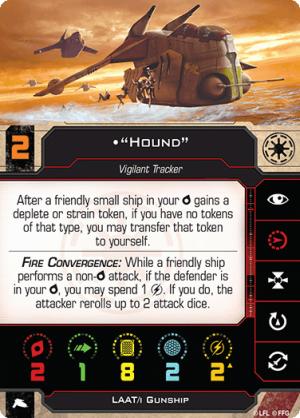 2
•“Hound”
Vigilant Tracker
After a friendly small ship in your gains a
deplete or strain token, if you have no tokens
of that type, you may transfer that token
to yourself.
Fire Convergence: While a friendly ship
performs a non- attack, if the defender is
in your , you may spend 1 . If you do, the
attacker rerolls up to 2 attack dice.
2 1 8 2 2
LAAT/i Gunship
©LFL ©FFG